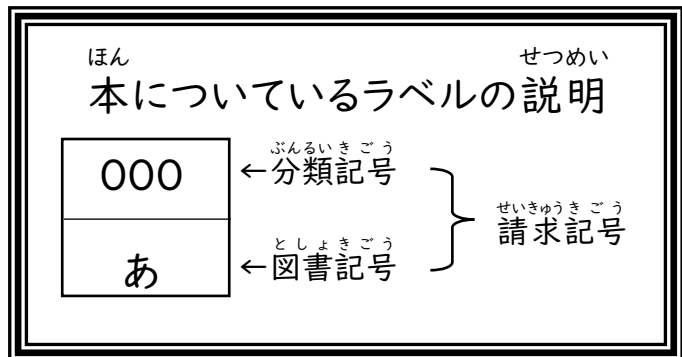 ほん せつめい
本についているラベルの説明
ぶんるいきごう
000 ←分類記号
せいきゅうきごう
請求記号
としょきごう
あ ←図書記号